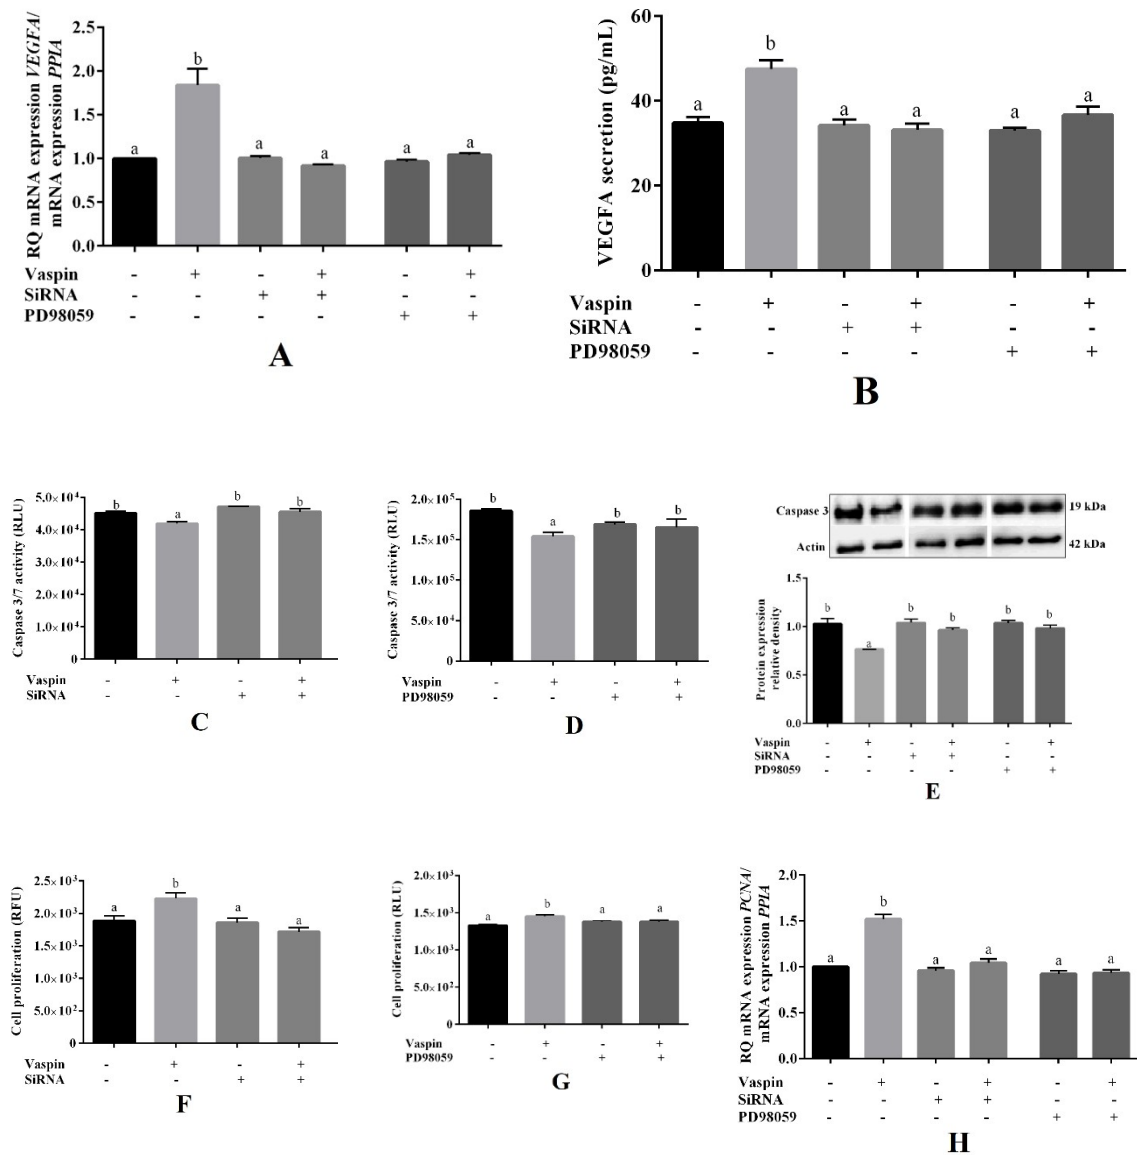 RQ mRNA expression VEGFA/
mRNA expression PPIA
2.5
2.0
1.5
1.0
0.5
0.0
a b a a a a
Vaspin - + - + - +
SiRNA - - + + - -
PD98059 - - - - + +
A
VEGFA secretion (pg/mL)
60
40
20
0
a b a a a a
Vaspin - + - + - +
SiRNA - - + + - -
PD98059 - - - - + +
B
Caspase 3/7 activity (RLU)
5.0×10⁴
4.0×10⁴
3.0×10⁴
2.0×10⁴
1.0×10⁴
0
b a b b
Vaspin - + - +
SiRNA - - + +
C
Caspase 3/7 activity (RLU)
2.0×10⁵
1.5×10⁵
1.0×10⁵
5.0×10⁴
0
b a b b
Vaspin - + - +
PD98059 - - + +
D
Caspase 3 19 kDa
Actin 42 kDa
Protein expression
relative density
1.5
1.0
0.5
0.0
b a b b b b
Vaspin - + - + - +
SiRNA - - + + - -
PD98059 - - - - + +
E
Cell proliferation (RFU)
2.5×10³
2.0×10³
1.5×10³
1.0×10³
5.0×10²
0
a b a a
Vaspin - + - +
SiRNA - - + +
F
Cell proliferation (RLU)
2.0×10³
1.5×10³
1.0×10³
5.0×10²
0
a b a a
Vaspin - + - +
PD98059 - - + +
G
RQ mRNA expression PCNA/
mRNA expression PPIA
2.0
1.5
1.0
0.5
0.0
a b a a a a
Vaspin - + - + - +
SiRNA - - + + - -
PD98059 - - - - + +
H